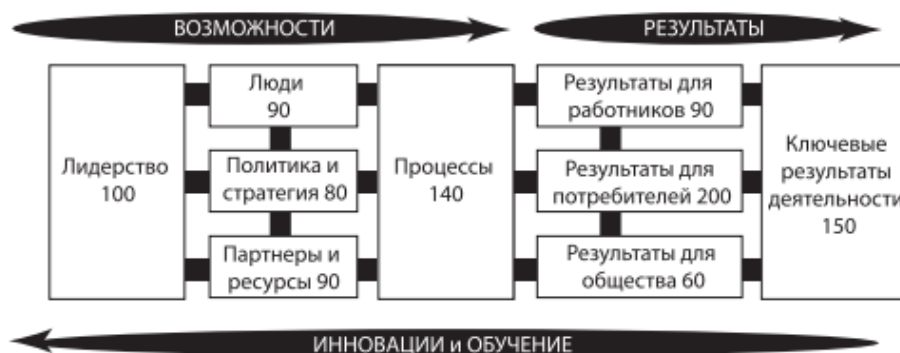 ВОЗМОЖНОСТИ
РЕЗУЛЬТАТЫ
Лидерство
100
Люди
90
Политика и
стратегия 80
Партнеры и
ресурсы 90
Процессы
140
Результаты для
работников 90
Результаты для
потребителей 200
Результаты для
общества 60
Ключевые
результаты
деятельности
150
ИННОВАЦИИ и ОБУЧЕНИЕ